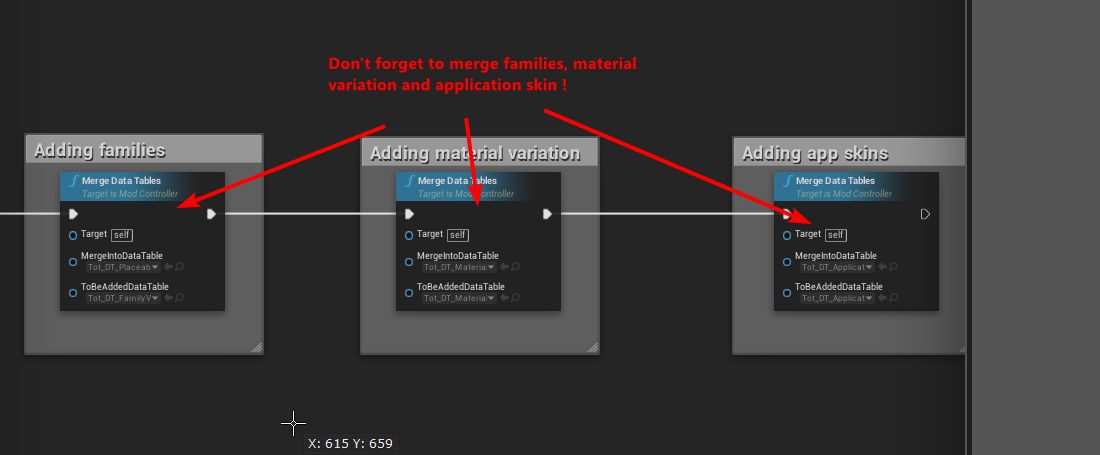 Don't forget to merge families, material
variation and application skin !
Adding families
Merge Data Tables
Target is Mod Controller
Target self
MergeIntoDataTable
Tot_DT_Placeab
ToBeAddedDataTable
Tot_DT_FamilyV
Adding material variation
Merge Data Tables
Target is Mod Controller
Target self
MergeIntoDataTable
Tot_DT_Material
ToBeAddedDataTable
Tot_DT_Material
Adding app skins
Merge Data Tables
Target is Mod Controller
Target self
MergeIntoDataTable
Tot_DT_Applicat
ToBeAddedDataTable
Tot_DT_Applicat
X: 615 Y: 659